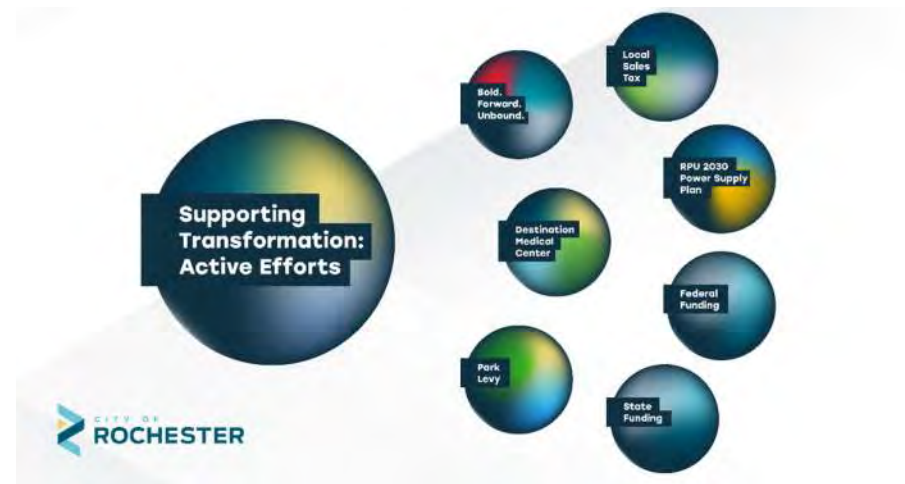 Supporting
Transformation:
Active Efforts
Bold.
Forward.
Unbound.
Local
Sales
Tax
RPU 2030
Power Supply
Plan
Destination
Medical
Center
Federal
Funding
Park
Levy
State
Funding
CITY OF
ROCHESTER